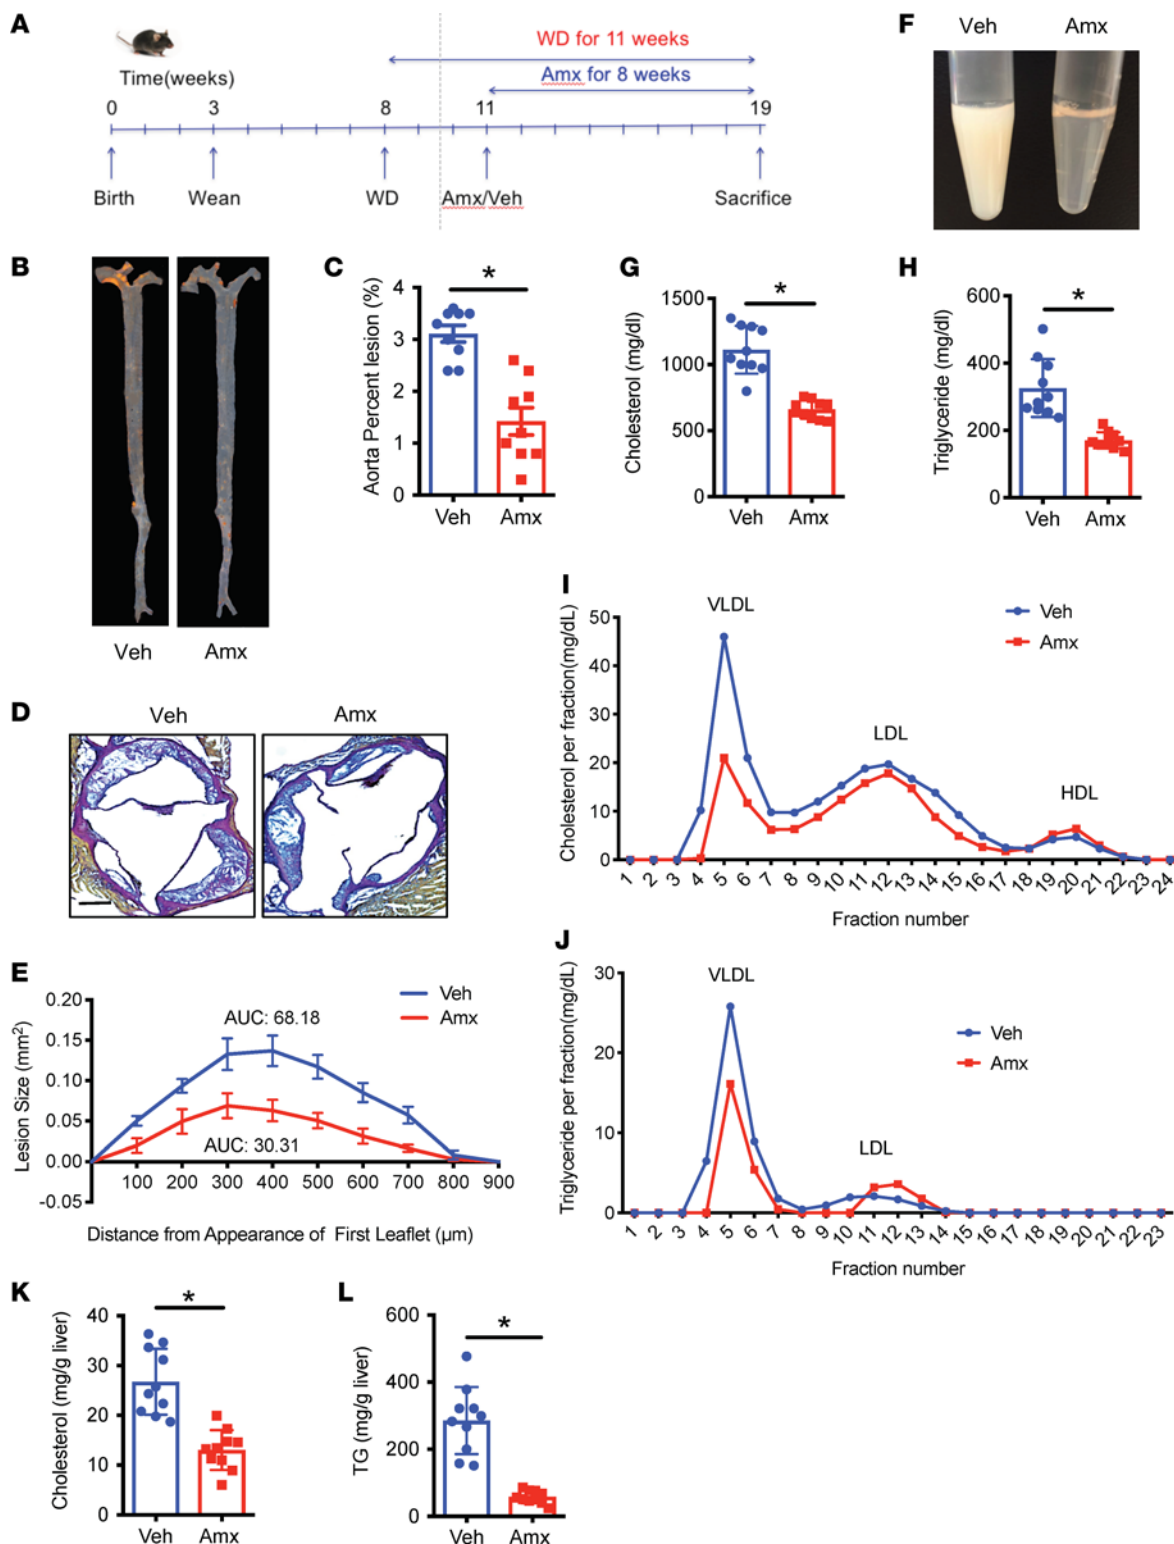 A
WD for 11 weeks
Amx for 8 weeks
Time(weeks)
0 3 8 11 19
Birth Wean WD Amx/Veh Sacrifice
F
Veh Amx
B
Veh Amx
C
Aorta Percent lesion (%)
4
3
2
1
0
*
Veh Amx
G
Cholesterol (mg/dl)
1500
1000
500
0
*
Veh Amx
H
Triglyceride (mg/dl)
600
400
200
0
*
Veh Amx
D
Veh Amx
E
Lesion Size (mm²)
0.20
0.15
0.10
0.05
0.00
-0.05
AUC: 68.18
AUC: 30.31
Veh
Amx
100 200 300 400 500 600 700 800 900
Distance from Appearance of First Leaflet (µm)
I
Cholesterol per fraction(mg/dL)
50
40
30
20
10
0
VLDL
LDL
HDL
Veh
Amx
1 2 3 4 5 6 7 8 9 10 11 12 13 14 15 16 17 18 19 20 21 22 23 24
Fraction number
J
Triglyceride per fraction(mg/dL)
30
20
10
0
VLDL
LDL
Veh
Amx
1 2 3 4 5 6 7 8 9 10 11 12 13 14 15 16 17 18 19 20 21 22 23
Fraction number
K
Cholesterol (mg/g liver)
40
30
20
10
0
*
Veh Amx
L
TG (mg/g liver)
600
400
200
0
*
Veh Amx